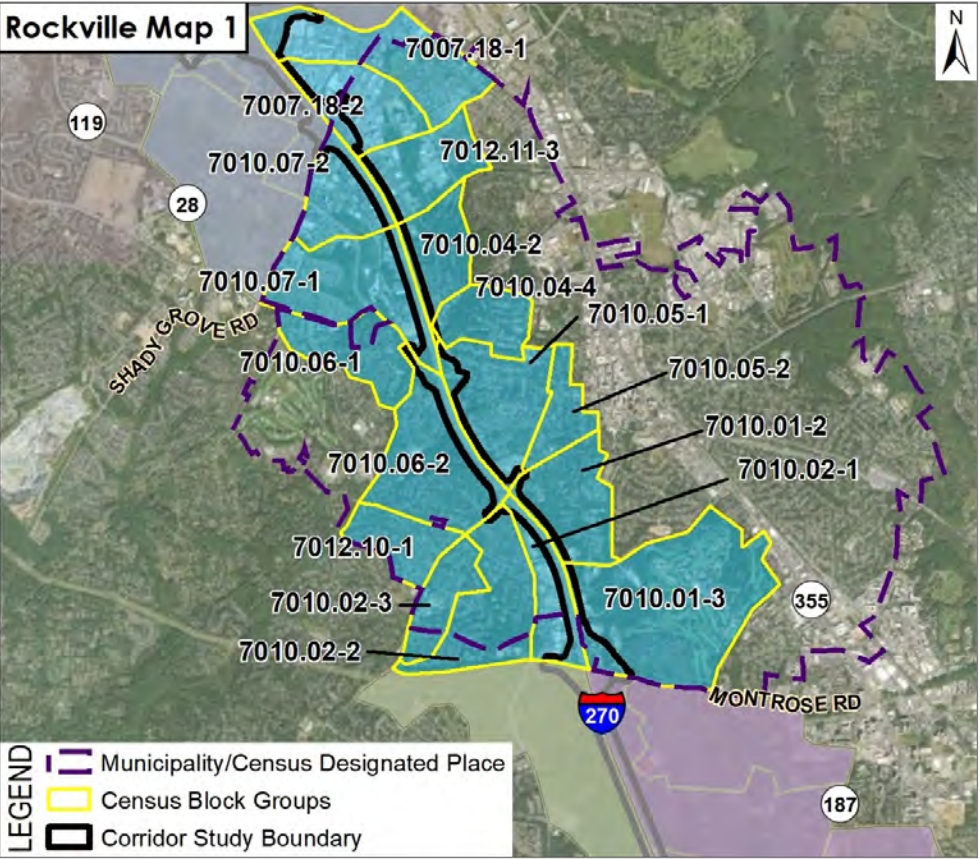 Rockville Map 1
N
7007.18-1
7007.18-2
119
7012.11-3
7010.07-2
28
7010.04-2
7010.07-1
7010.04-4
7010.05-1
SHADY GROVE RD
7010.06-1
7010.05-2
7010.01-2
7010.06-2
7010.02-1
7012.10-1
7010.02-3
7010.01-3
355
7010.02-2
MONTROSE RD
270
LEGEND
Municipality/Census Designated Place
Census Block Groups
Corridor Study Boundary
187